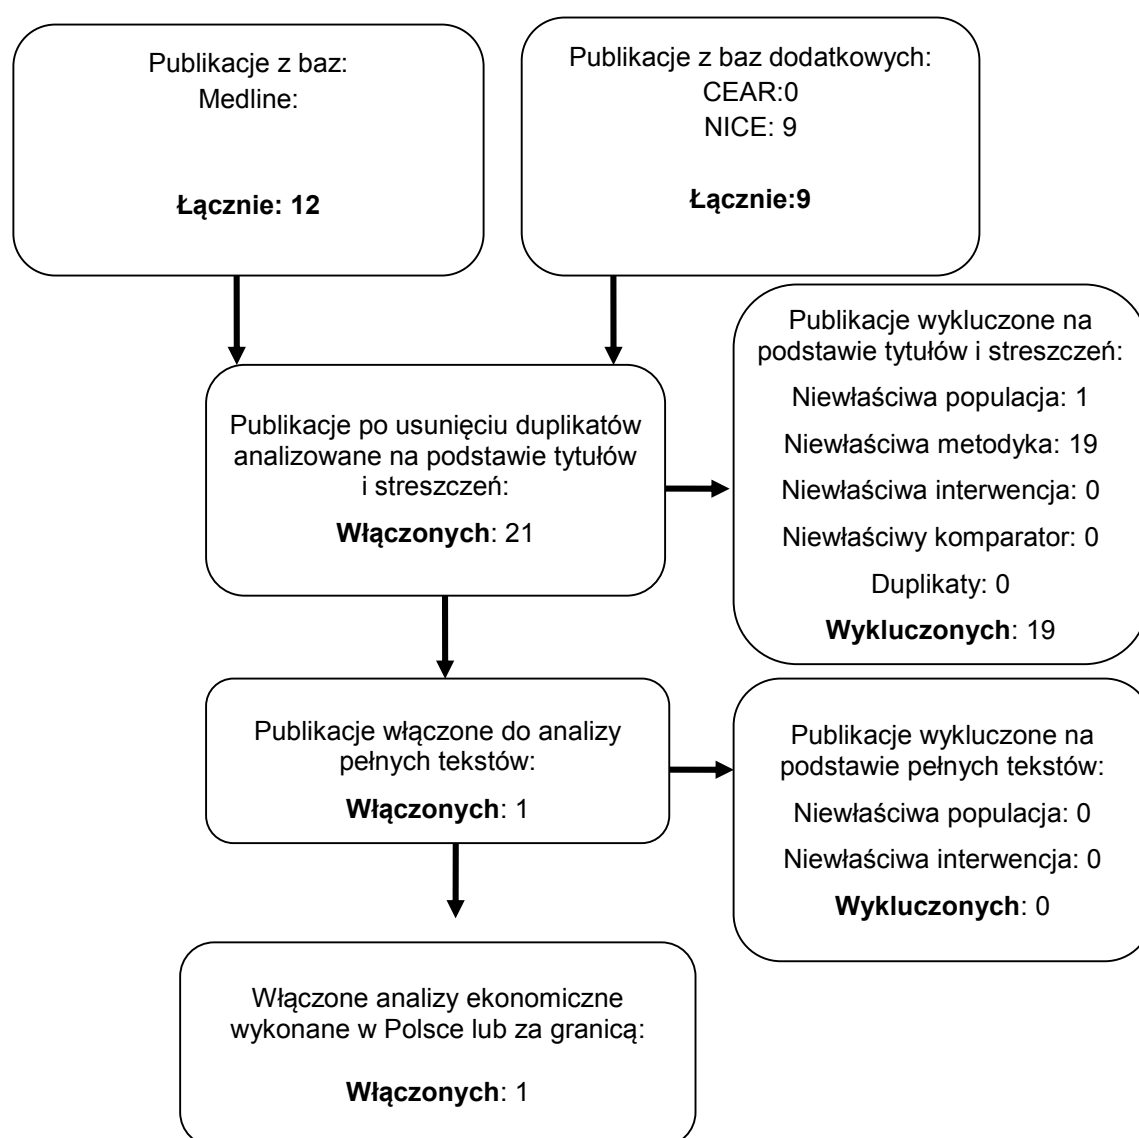 Publikacje z baz:
Medline:
Łącznie: 12
Publikacje z baz dodatkowych:
CEAR:0
NICE: 9
Łącznie:9
Publikacje po usunięciu duplikatów
analizowane na podstawie tytułów
i streszczeń:
Włączonych: 21
Publikacje wykluczone na
podstawie tytułów i streszczeń:
Niewłaściwa populacja: 1
Niewłaściwa metodyka: 19
Niewłaściwa interwencja: 0
Niewłaściwy komparator: 0
Duplikaty: 0
Wykluczonych: 19
Publikacje włączone do analizy
pełnych tekstów:
Włączonych: 1
Publikacje wykluczone na
podstawie pełnych tekstów:
Niewłaściwa populacja: 0
Niewłaściwa interwencja: 0
Wykluczonych: 0
Włączone analizy ekonomiczne
wykonane w Polsce lub za granicą:
Włączonych: 1